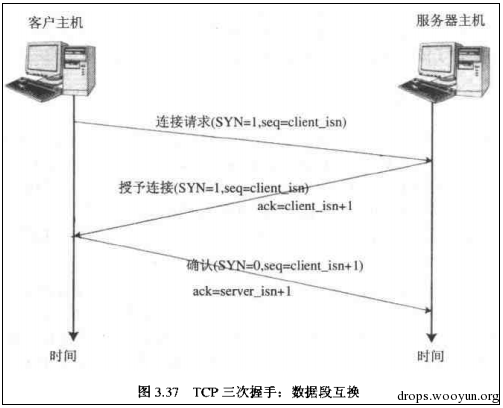 客户主机
服务器主机
连接请求(SYN=1,seq=client_isn)
授予连接(SYN=1,seq=client_isn)
ack=client_isn+1
确认(SYN=0,seq=client_isn+1)
ack=server_isn+1
时间
时间
图 3.37 TCP 三次握手：数据段互换
drops.wooyun.org